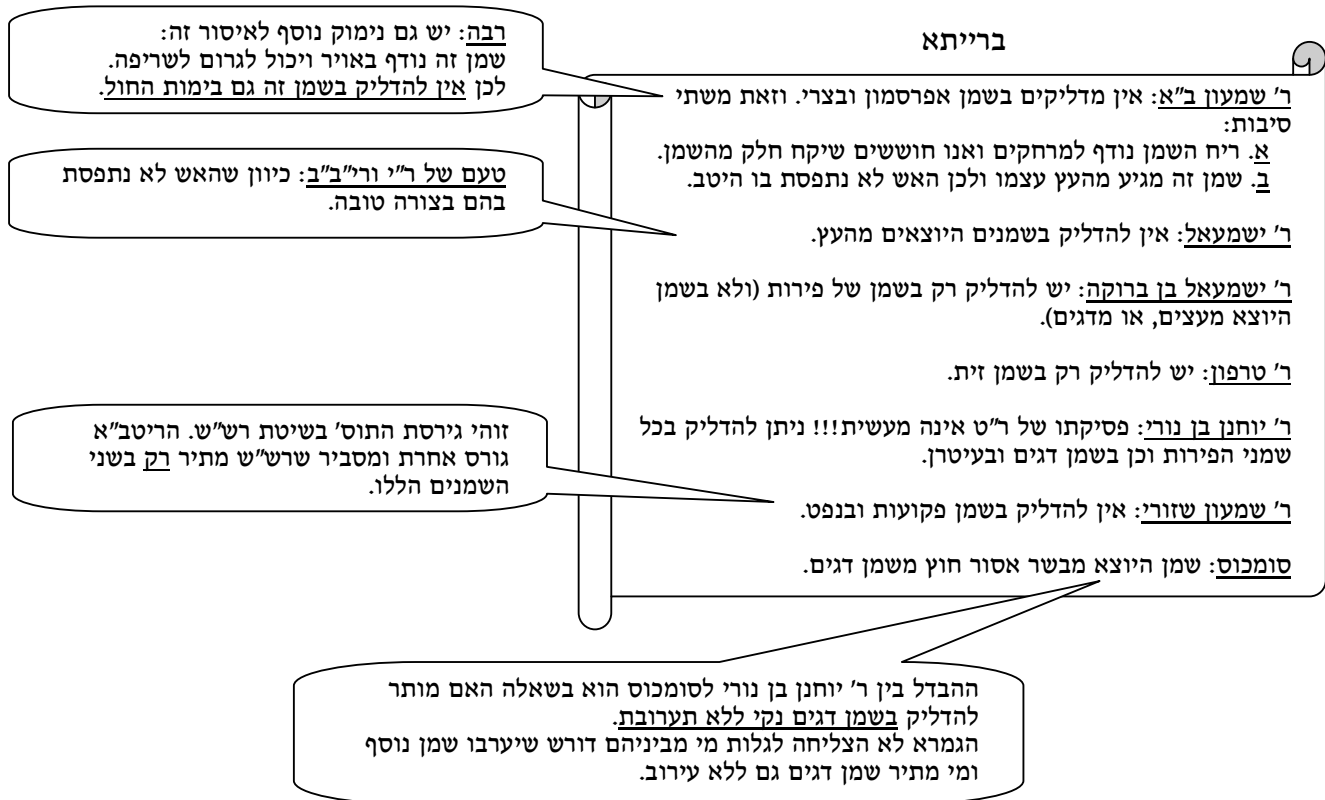 ברייתא
ר' שמעון ב"א: אין מדליקים בשמן אפרסמון ובצרי. וזאת משתי
סיבות:
א. ריח השמן נודף למרחקים ואנו חוששים שיקח חלק מהשמן.
ב. שמן זה מגיע מהעץ עצמו ולכן האש לא נתפסת בו היטב.
ר' ישמעאל: אין להדליק בשמנים היוצאים מהעץ.
ר' ישמעאל בן ברוקה: יש להדליק רק בשמן של פירות (ולא בשמן
היוצא מעצים, או מדגים).
ר' טרפון: יש להדליק רק בשמן זית.
ר' יוחנן בן נורי: פסיקתו של ר"ט אינה מעשית!!! ניתן להדליק בכל
שמני הפירות וכן בשמן דגים ובעיטרן.
ר' שמעון שזורי: אין להדליק בשמן פקועות ובנפט.
סומכוס: שמן היוצא מבשר אסור חוץ משמן דגים.
רבה: יש גם נימוק נוסף לאיסור זה:
שמן זה נודף באויר ויכול לגרום לשריפה.
לכן אין להדליק בשמן זה גם בימות החול.
טעם של ר"י ורי"ב"ב: כיוון שהאש לא נתפסת
בהם בצורה טובה.
זוהי גירסת התוס' בשיטת רש"ש. הריטב"א
גורס אחרת ומסביר שרש"ש מתיר רק בשני
השמנים הללו.
ההבדל בין ר' יוחנן בן נורי לסומכוס הוא בשאלה האם מותר
להדליק בשמן דגים נקי ללא תערובת.
הגמרא לא הצליחה לגלות מי מביניהם דורש שיערבו שמן נוסף
ומי מתיר שמן דגים גם ללא עירוב.